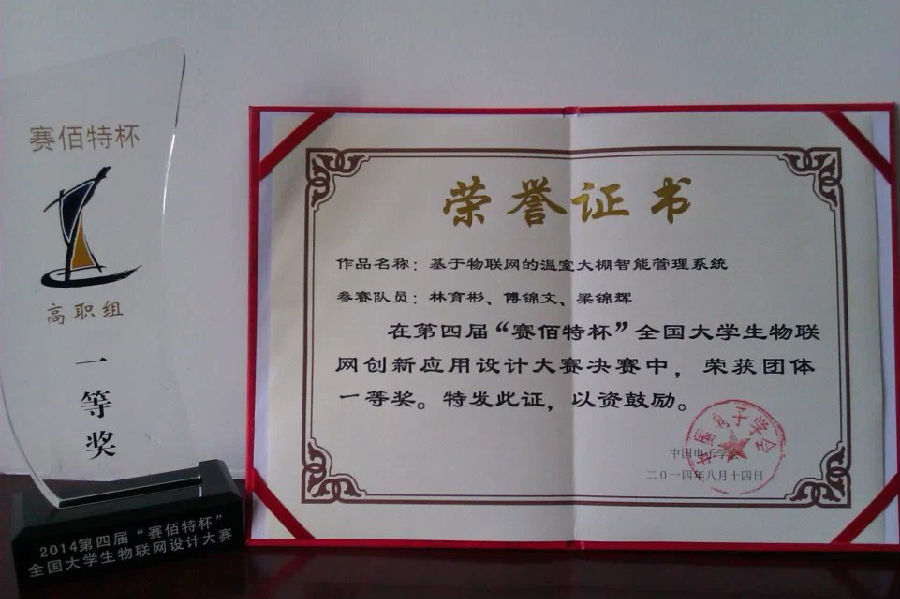 赛佰特杯
高职组
一
等
奖
2014第四届“赛佰特杯”
全国大学生物联网设计大赛
荣誉证书
作品名称：基于物联网的温室大棚智能管理系统
参赛队员：林育彬、傅锦文、梁锦辉
在第四届“赛佰特杯”全国大学生物联
网创新应用设计大赛决赛中，荣获团体
一等奖。特发此证，以资鼓励。
中国电子学会
中国电子学会
二〇一四年八月十四日